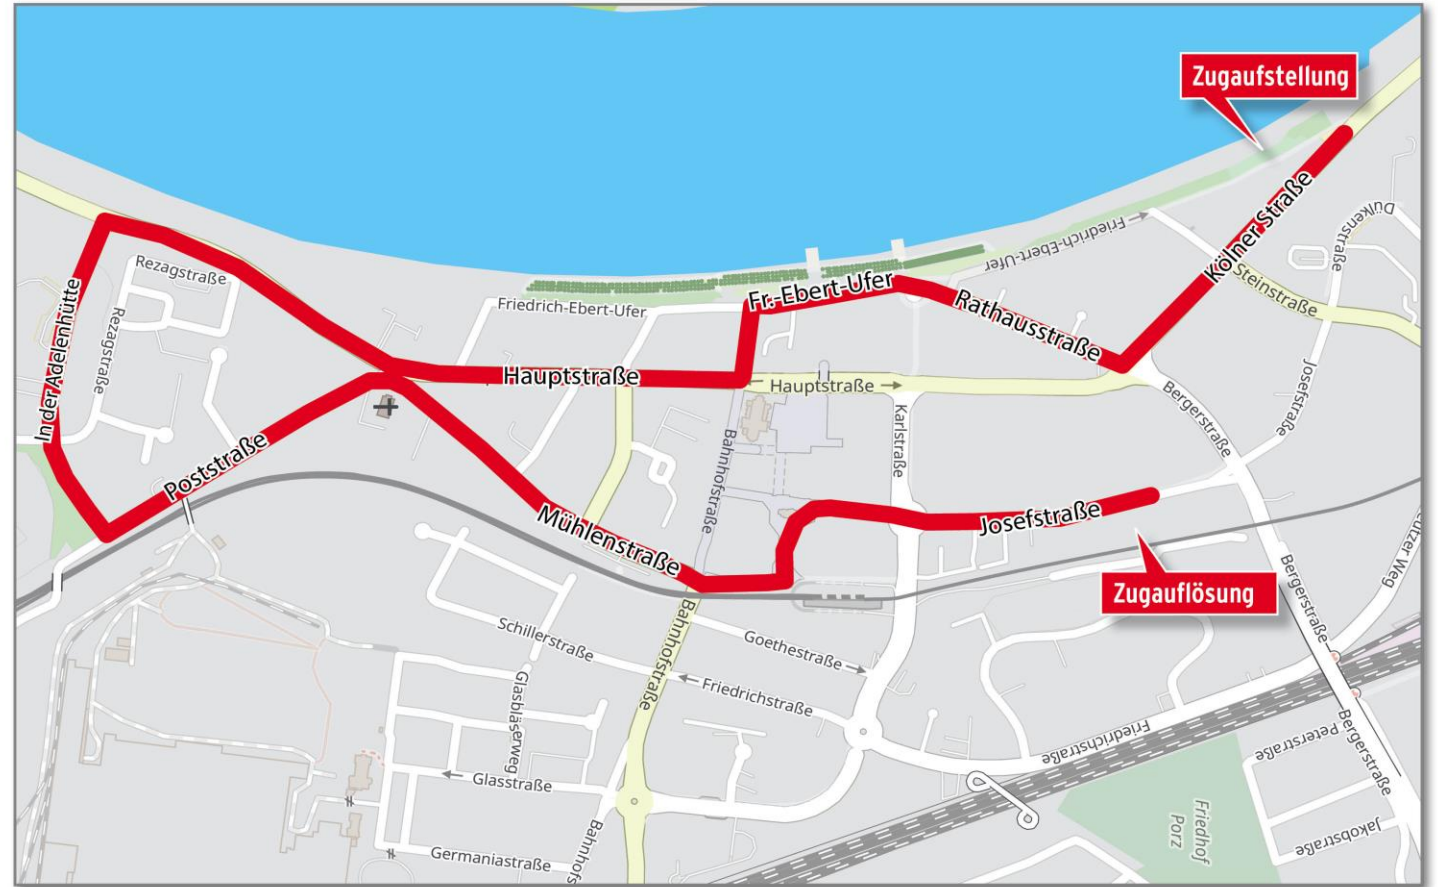 Zugaufstellung
Kölner Straße
Dülkenstraße
Friedrich-Ebert-Ufer
Steinstraße
Rezagstraße
In der Adelenhütte
Rezagstraße
Friedrich-Ebert-Ufer
Fr.-Ebert-Ufer
Rathausstraße
Hauptstraße
Hauptstraße
Josefstraße
Bergerstraße
Karlstraße
Bahnhofstraße
Poststraße
Mühlenstraße
Josefstraße
Zugauflösung
Bergerstraße
Schillerstraße
Goethestraße
Bahnhofstraße
Friedrichstraße
Glasbläserweg
Friedrichstraße
Peterstraße
Bergerstraße
Glasstraße
Friedhof
Porz
Jakobstraße
Germaniastraße
Bahnhofs